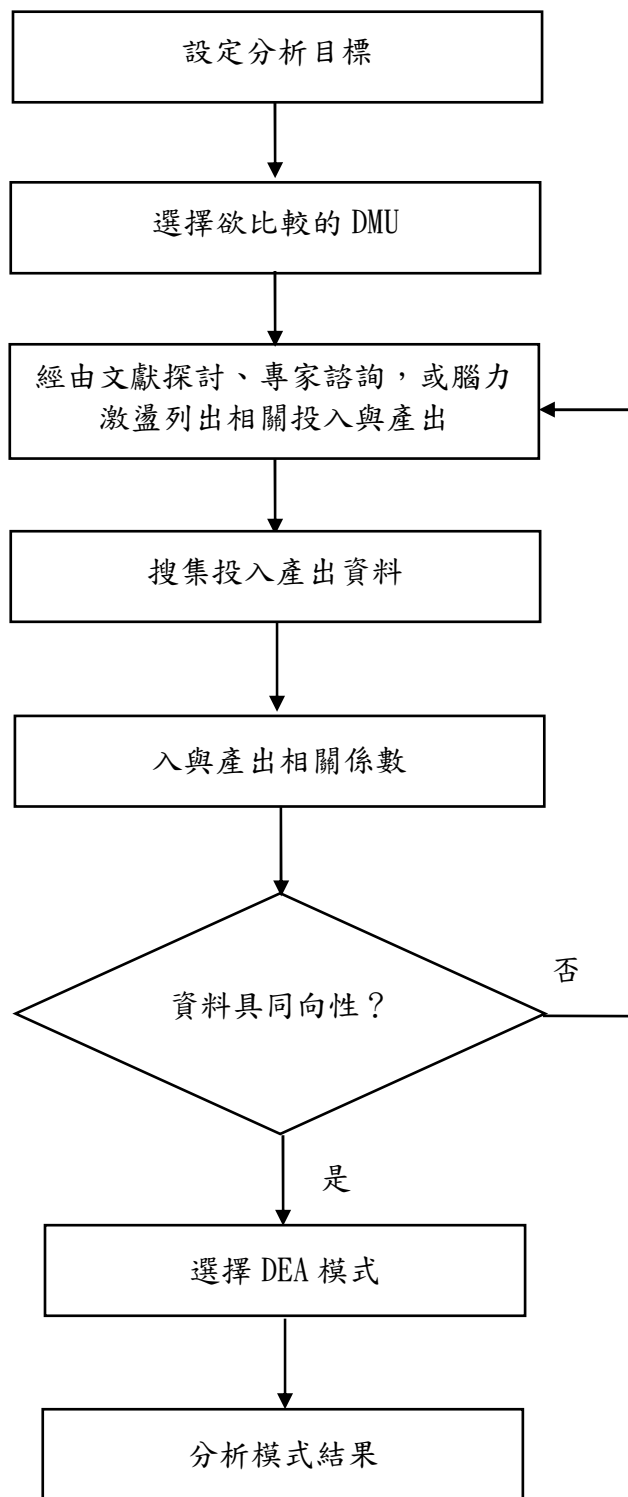 設定分析目標
選擇欲比較的 DMU
經由文獻探討、專家諮詢，或腦力
激盪列出相關投入與產出
搜集投入產出資料
入與產出相關係數
資料具同向性？
否
是
選擇 DEA 模式
分析模式結果